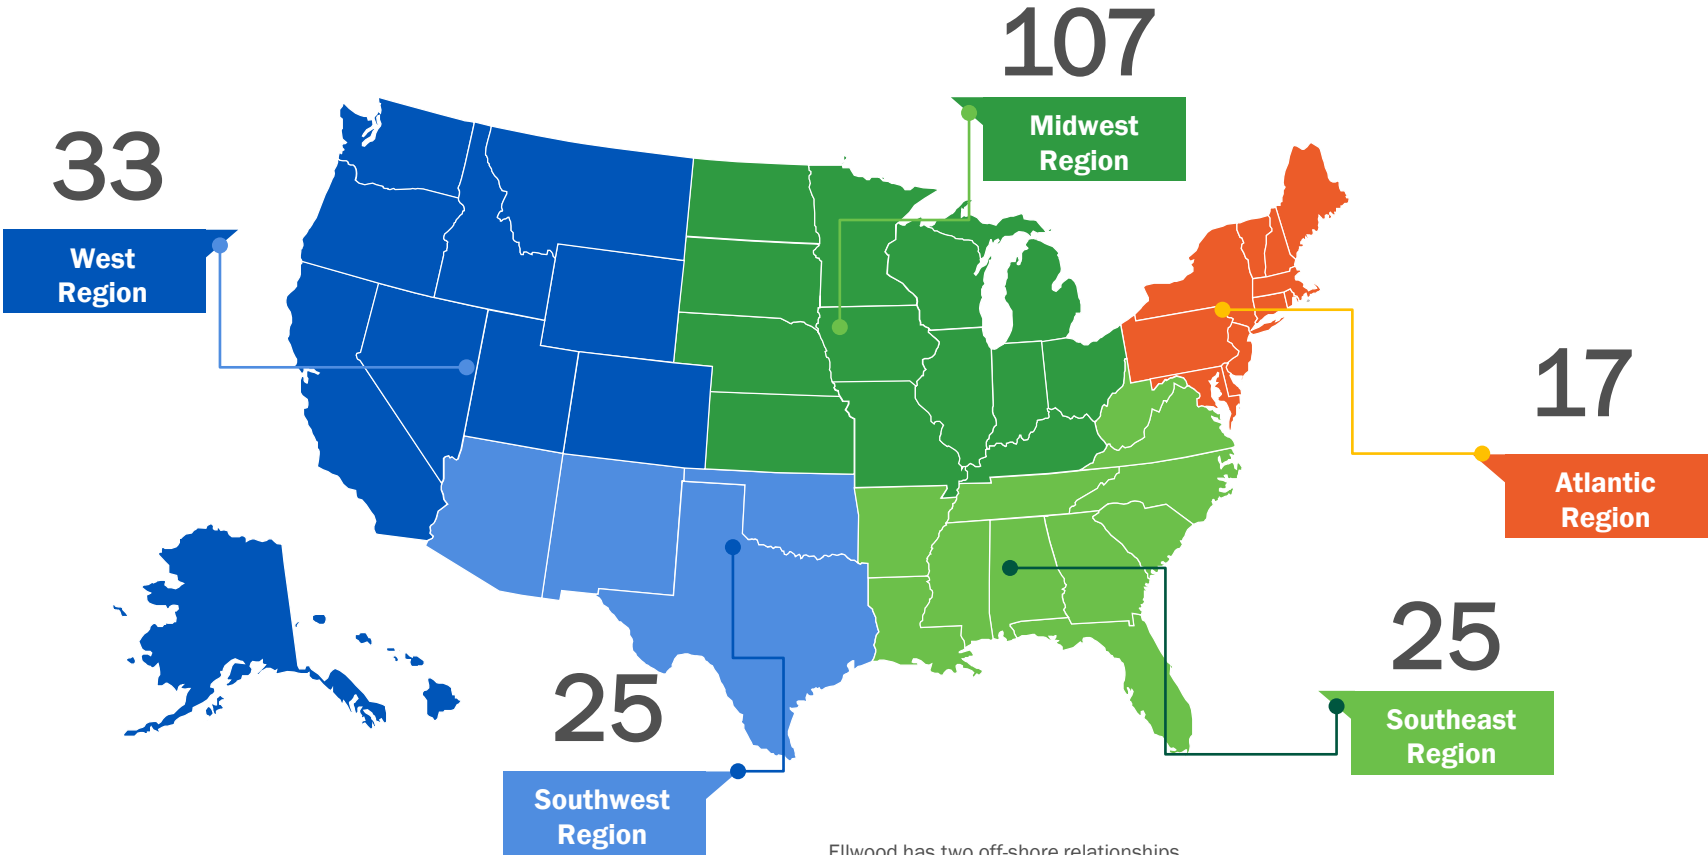 107
Midwest
Region
33
West
Region
17
Atlantic
Region
25
Southeast
Region
25
Southwest
Region
Ellwood has two off-shore relationships